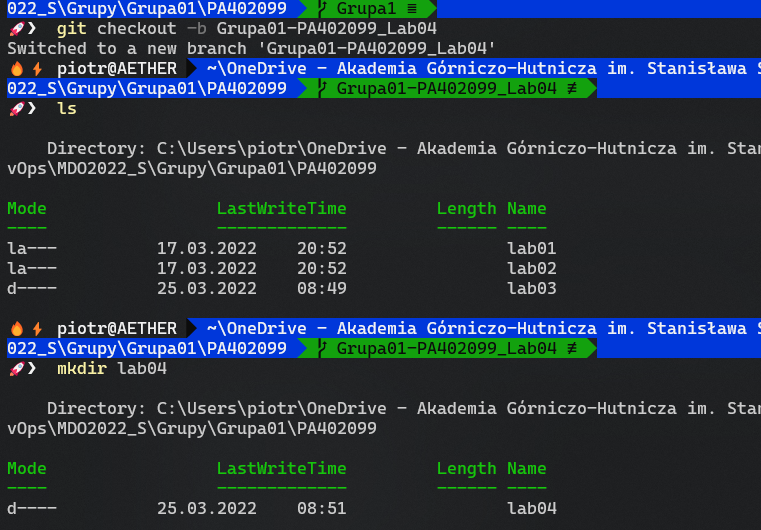 022_S\Grupy\Grupa01\PA402099 Grupa1 ≡
❯ git checkout -b Grupa01-PA402099_Lab04
Switched to a new branch 'Grupa01-PA402099_Lab04'
piotr@AETHER ~\OneDrive - Akademia Górniczo-Hutnicza im. Stanisława S
022_S\Grupy\Grupa01\PA402099 Grupa01-PA402099_Lab04 ≢
❯ ls
Directory: C:\Users\piotr\OneDrive - Akademia Górniczo-Hutnicza im. Stan
vOps\MDO2022_S\Grupy\Grupa01\PA402099
Mode LastWriteTime Length Name
---- ------------- ------ ----
la--- 17.03.2022 20:52 lab01
la--- 17.03.2022 20:52 lab02
d---- 25.03.2022 08:49 lab03
piotr@AETHER ~\OneDrive - Akademia Górniczo-Hutnicza im. Stanisława S
022_S\Grupy\Grupa01\PA402099 Grupa01-PA402099_Lab04 ≢
❯ mkdir lab04
Directory: C:\Users\piotr\OneDrive - Akademia Górniczo-Hutnicza im. Stan
vOps\MDO2022_S\Grupy\Grupa01\PA402099
Mode LastWriteTime Length Name
---- ------------- ------ ----
d---- 25.03.2022 08:51 lab04